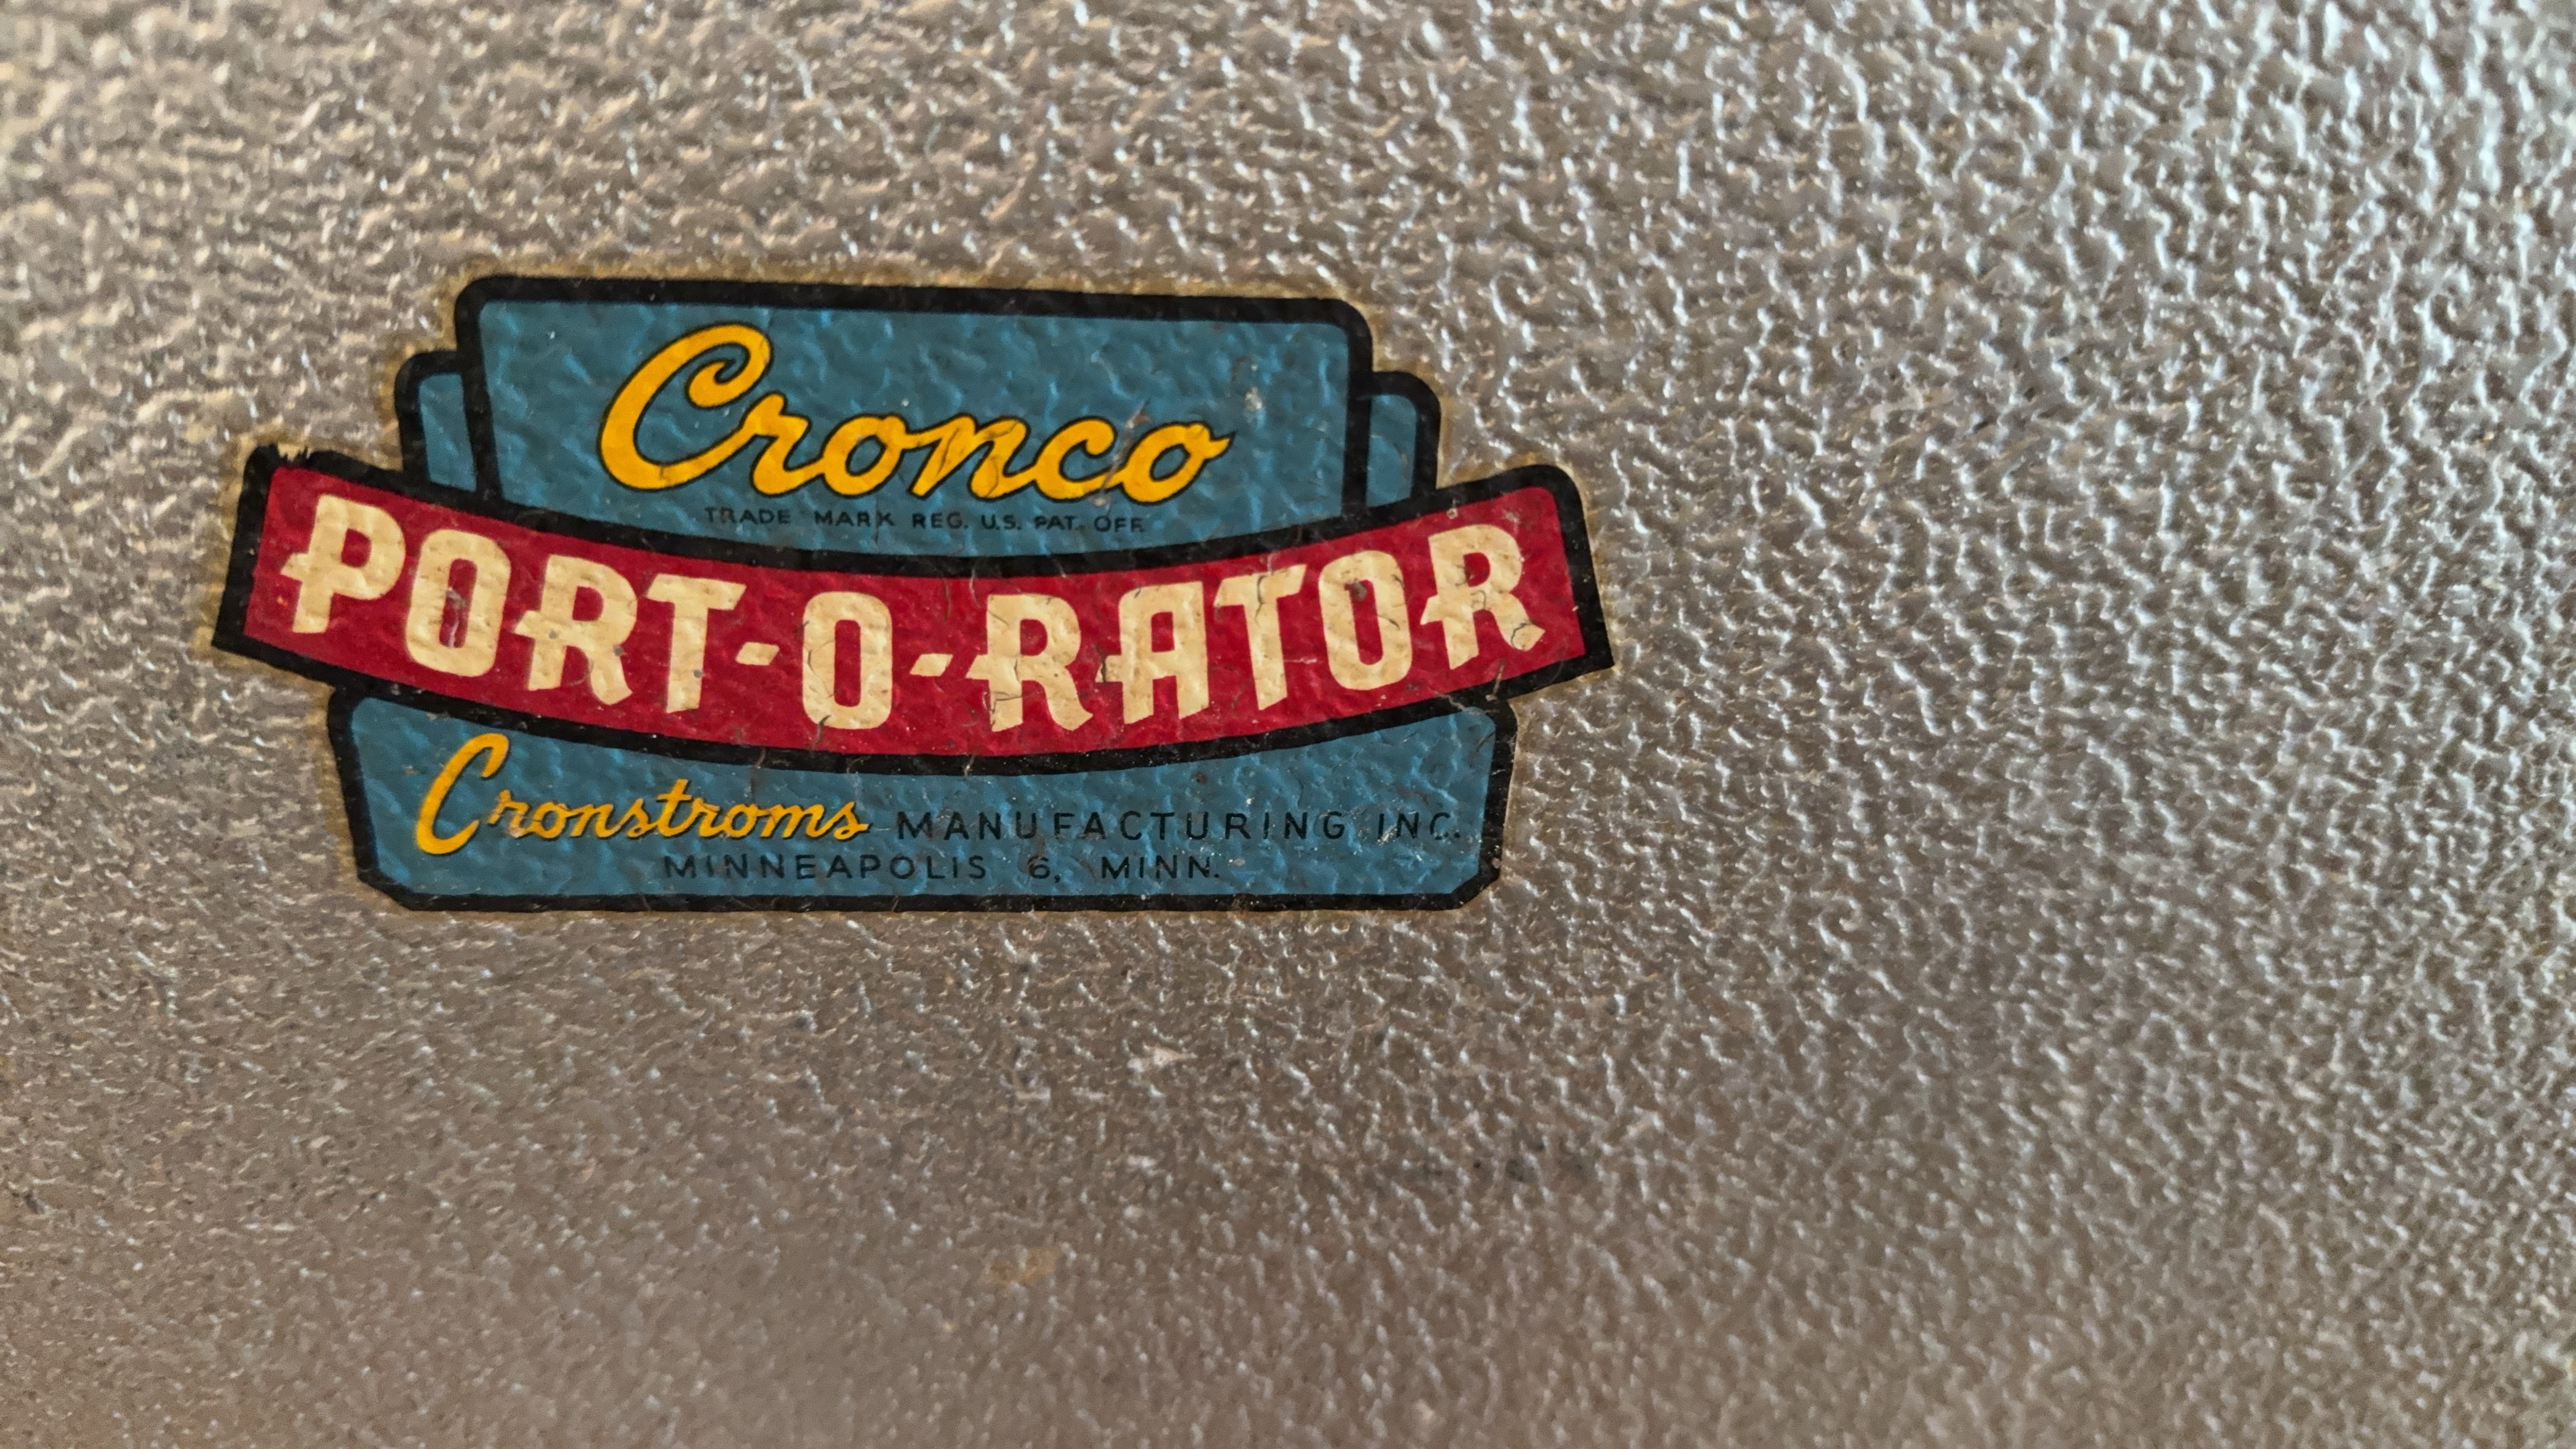 Cronco
TRADE MARK REG. U.S. PAT. OFF.
PORT-O-RATOR
Cronstroms MANUFACTURING INC.
MINNEAPOLIS 6, MINN.